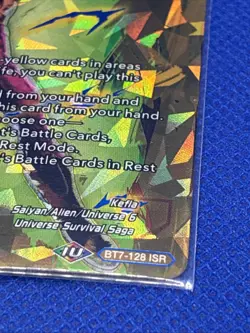 -yellow cards in areas
fe, you can't play this
d from your hand and
his card from your hand.
oose one—
t's Battle Cards,
Rest Mode.
's Battle Cards in Rest
Kefla
Saiyan/Alien/Universe 6
Universe Survival Saga
1U BT7-128 ISR